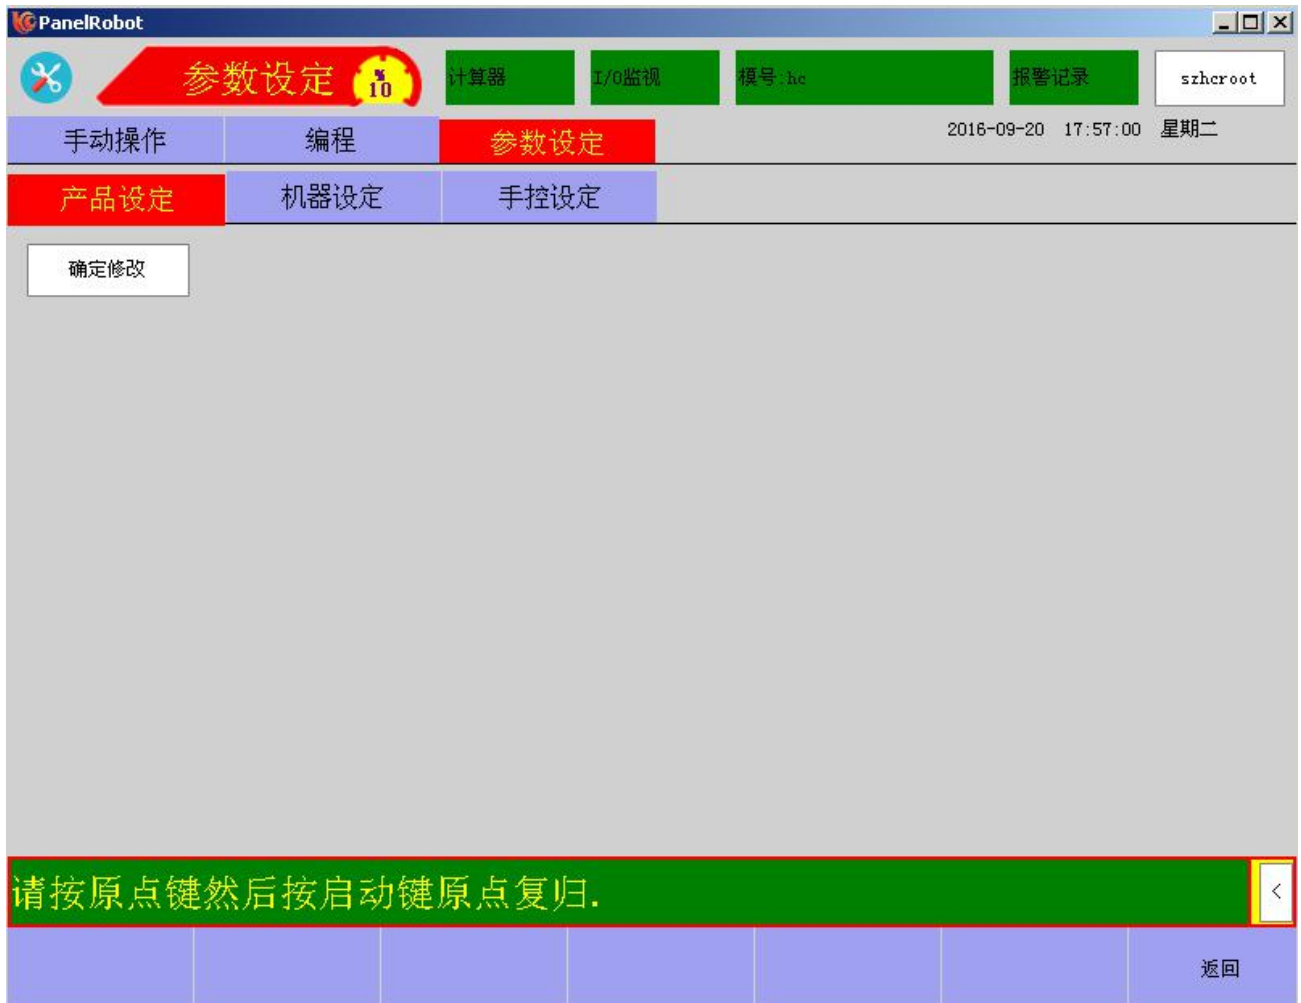 PanelRobot
参数设定 % 10 计算器 I/O监视 模号:hc 报警记录 szhcroot
手动操作 编程 参数设定 2016-09-20 17:57:00 星期二
产品设定 机器设定 手控设定
确定修改
请按原点键然后按启动键原点复归. <
返回